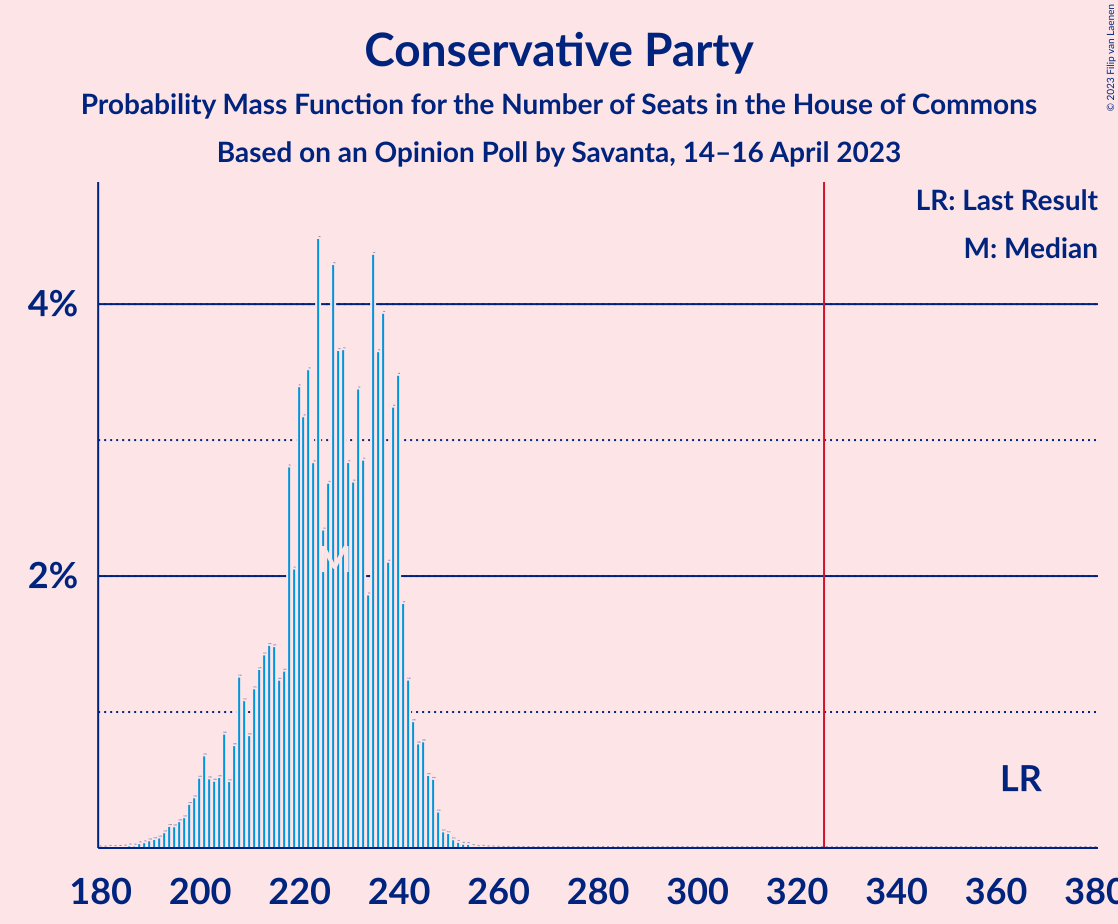 Conservative Party
Probability Mass Function for the Number of Seats in the House of Commons
Based on an Opinion Poll by Savanta, 14–16 April 2023
© 2023 Filip van Laenen
LR: Last Result
M: Median
4%
2%
M
LR
180 200 220 240 260 280 300 320 340 360 380